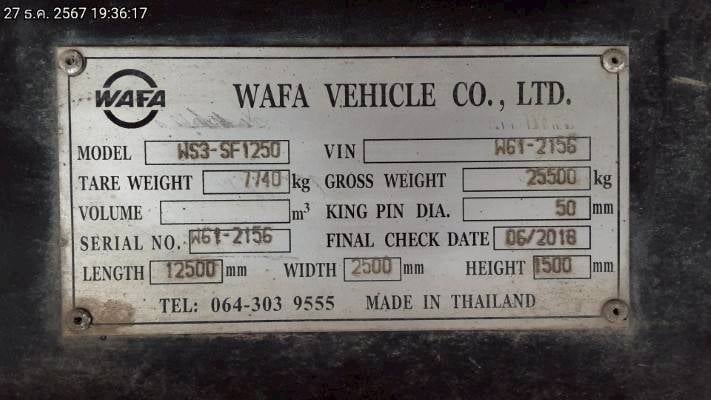 27 ธ.ค. 2567 19:36:17
WAFA WAFA VEHICLE CO., LTD.
MODEL WS3-SF1250 VIN W61-2156
TARE WEIGHT 7740 kg GROSS WEIGHT 25500 kg
VOLUME m³ KING PIN DIA. 50 mm
SERIAL NO. W61-2156 FINAL CHECK DATE 06/2018
LENGTH 12500 mm WIDTH 2500 mm HEIGHT 1500 mm
TEL: 064-303 9555 MADE IN THAILAND